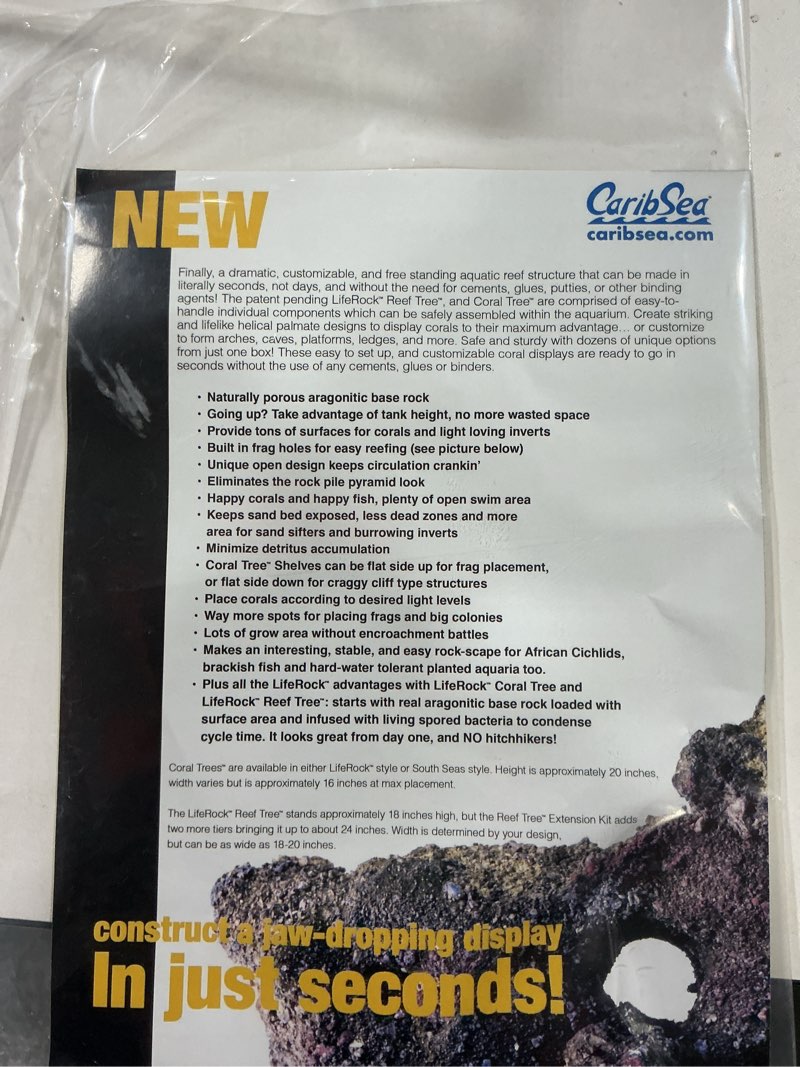 NEW
CaribSea
caribsea.com
Finally, a dramatic, customizable, and free standing aquatic reef structure that can be made in
literally seconds, not days, and without the need for cements, glues, putties, or other binding
agents! The patent pending LifeRock™ Reef Tree™, and Coral Tree™ are comprised of easy-to-
handle individual components which can be safely assembled within the aquarium. Create striking
and lifelike helical palmate designs to display corals to their maximum advantage... or customize
to form arches, caves, platforms, ledges, and more. Safe and sturdy with dozens of unique options
from just one box! These easy to set up, and customizable coral displays are ready to go in
seconds without the use of any cements, glues or binders.
• Naturally porous aragonitic base rock
• Going up? Take advantage of tank height, no more wasted space
• Provide tons of surfaces for corals and light loving inverts
• Built in frag holes for easy reefing (see picture below)
• Unique open design keeps circulation crankin'
• Eliminates the rock pile pyramid look
• Happy corals and happy fish, plenty of open swim area
• Keeps sand bed exposed, less dead zones and more
area for sand sifters and burrowing inverts
• Minimize detritus accumulation
• Coral Tree™ Shelves can be flat side up for frag placement,
or flat side down for craggy cliff type structures
• Place corals according to desired light levels
• Way more spots for placing frags and big colonies
• Lots of grow area without encroachment battles
• Makes an interesting, stable, and easy rock-scape for African Cichlids,
brackish fish and hard-water tolerant planted aquaria too.
• Plus all the LifeRock™ advantages with LifeRock™ Coral Tree and
LifeRock™ Reef Tree™: starts with real aragonitic base rock loaded with
surface area and infused with living spored bacteria to condense
cycle time. It looks great from day one, and NO hitchhikers!
Coral Trees™ are available in either LifeRock™ style or South Seas style. Height is approximately 20 inches,
width varies but is approximately 16 inches at max placement.
The LifeRock™ Reef Tree™ stands approximately 18 inches high, but the Reef Tree™ Extension Kit adds
two more tiers bringing it up to about 24 inches. Width is determined by your design,
but can be as wide as 18-20 inches.
construct a jaw-dropping display
In just seconds!